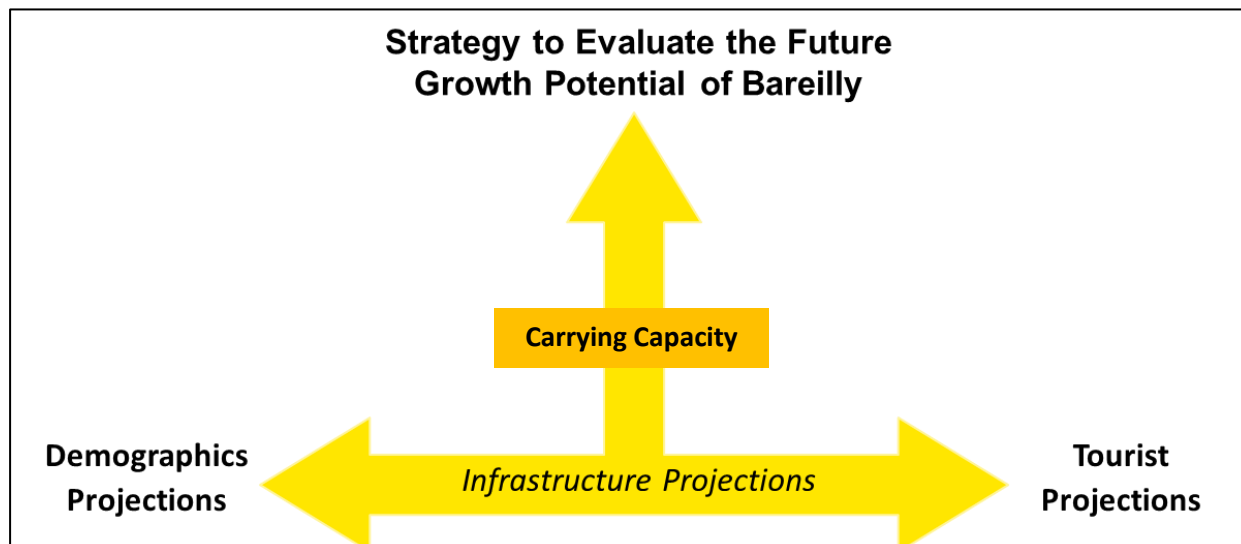 Strategy to Evaluate the Future
Growth Potential of Bareilly
Carrying Capacity
Demographics
Projections
Infrastructure Projections
Tourist
Projections